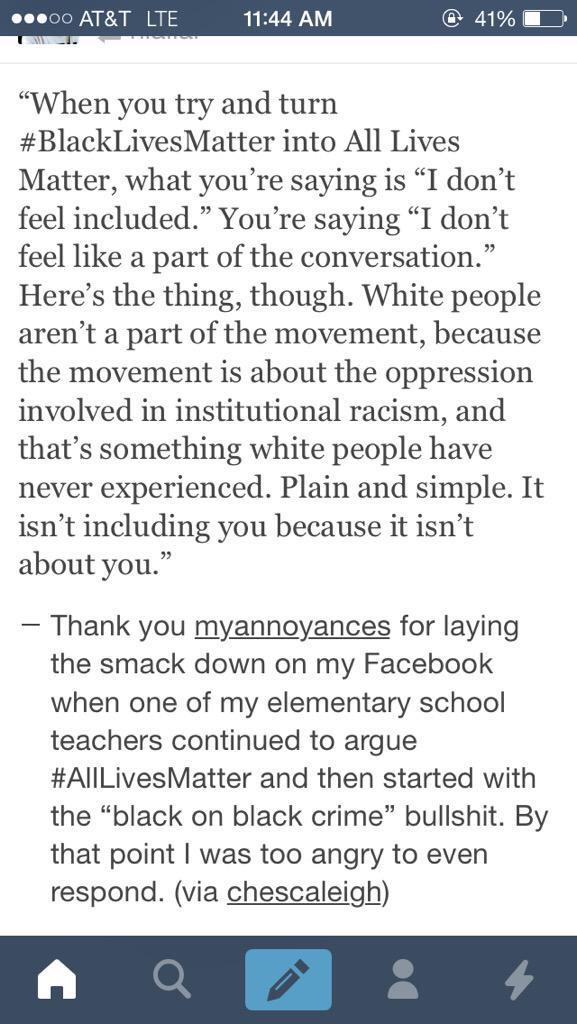 AT&T LTE 11:44 AM 41%
“When you try and turn
#BlackLivesMatter into All Lives
Matter, what you’re saying is “I don’t
feel included.” You’re saying “I don’t
feel like a part of the conversation.”
Here’s the thing, though. White people
aren’t a part of the movement, because
the movement is about the oppression
involved in institutional racism, and
that’s something white people have
never experienced. Plain and simple. It
isn’t including you because it isn’t
about you.”
— Thank you myannoyances for laying
the smack down on my Facebook
when one of my elementary school
teachers continued to argue
#AllLivesMatter and then started with
the “black on black crime” bullshit. By
that point I was too angry to even
respond. (via chescaleigh)